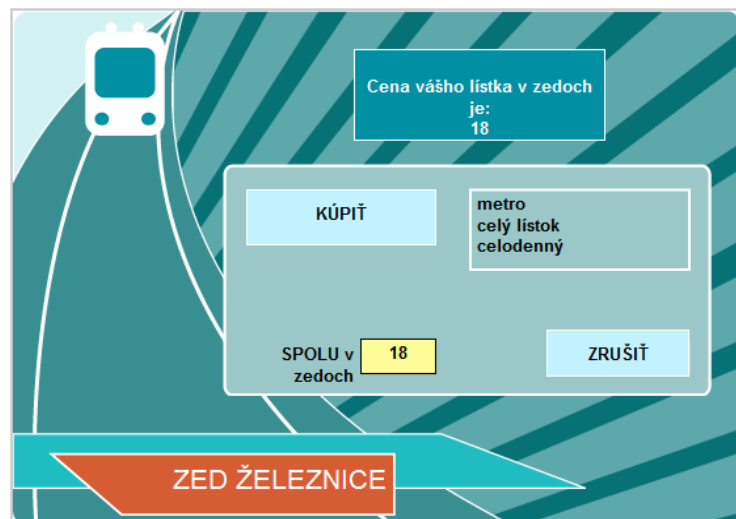 Cena vášho lístka v zedoch
je:
18
KÚPIŤ
metro
celý lístok
celodenný
SPOLU v
zedoch
18
ZRUŠIŤ
ZED ŽELEZNICE